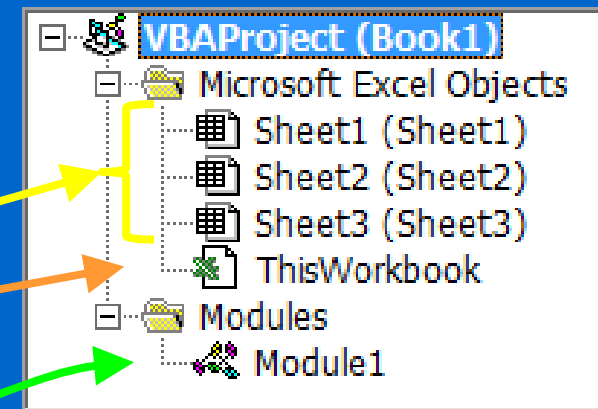 VBAProject (Book1)
Microsoft Excel Objects
Sheet1 (Sheet1)
Sheet2 (Sheet2)
Sheet3 (Sheet3)
ThisWorkbook
Modules
Module1